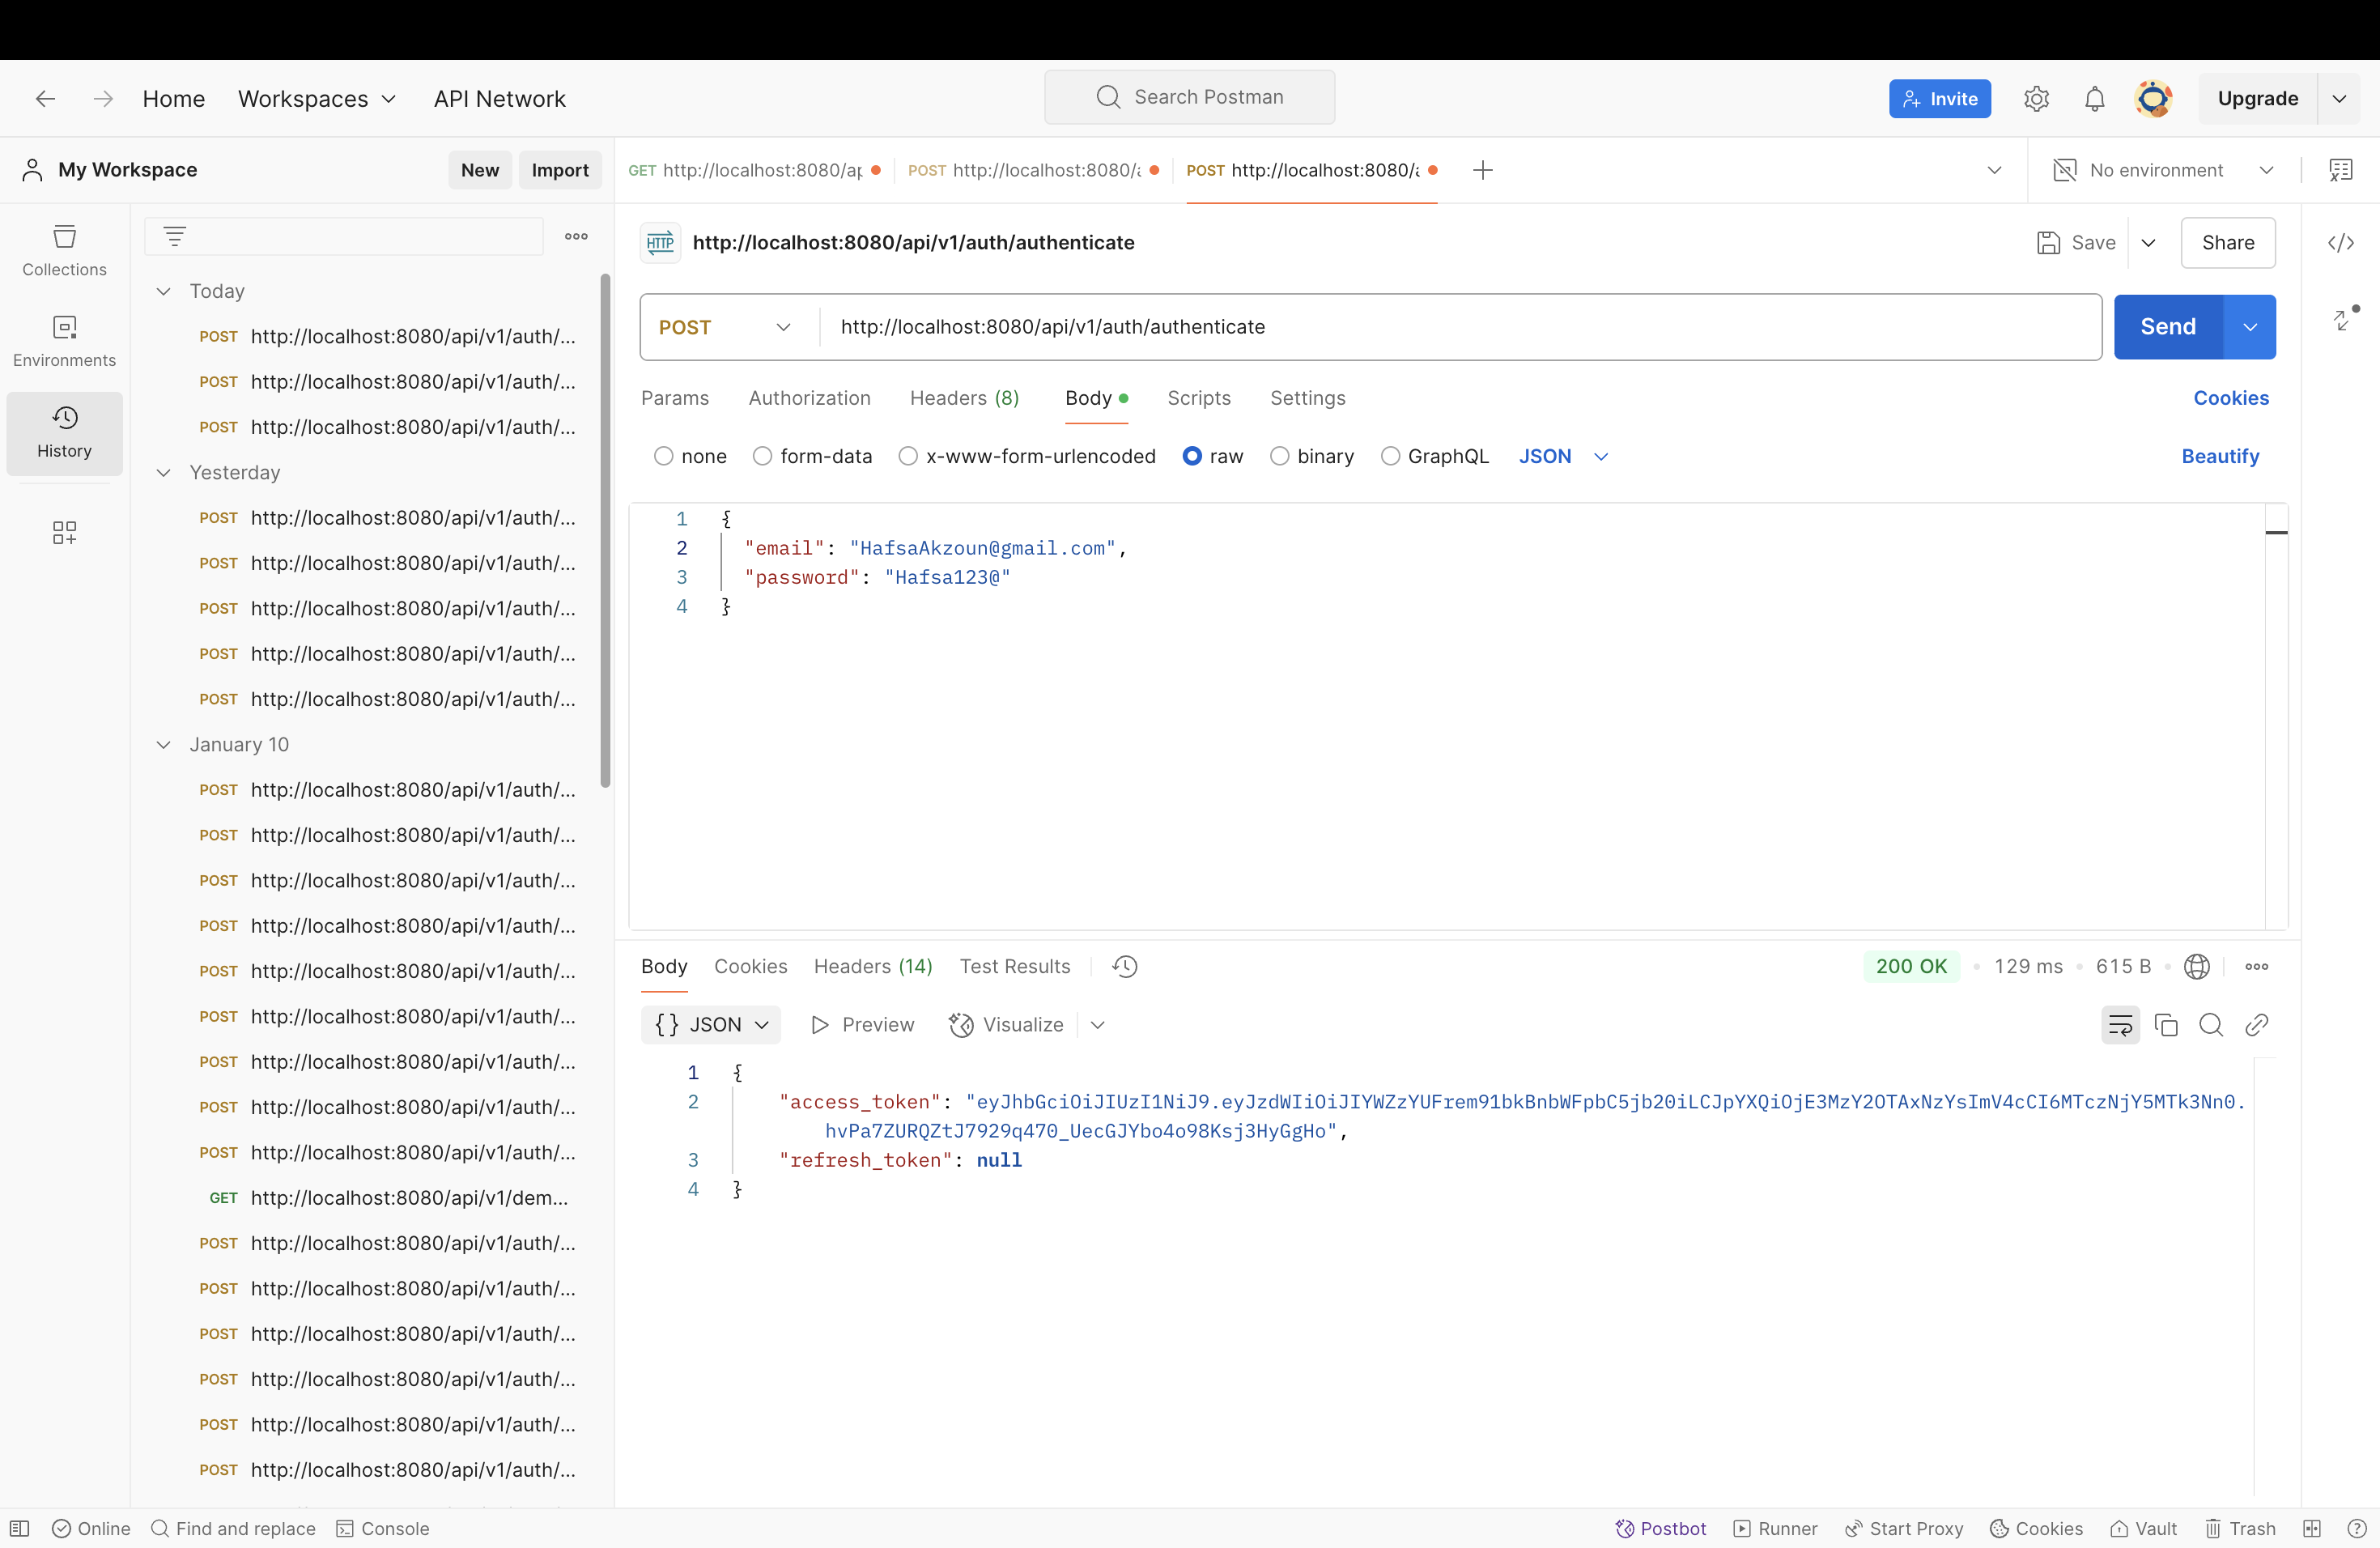 Home
Workspaces
API Network
Search Postman
Invite
Upgrade
My Workspace
New
Import
GET http://localhost:8080/ap
POST http://localhost:8080/a
POST http://localhost:8080/a
No environment
Collections
Environments
History
Today
POST http://localhost:8080/api/v1/auth/...
POST http://localhost:8080/api/v1/auth/...
POST http://localhost:8080/api/v1/auth/...
Yesterday
POST http://localhost:8080/api/v1/auth/...
POST http://localhost:8080/api/v1/auth/...
POST http://localhost:8080/api/v1/auth/...
POST http://localhost:8080/api/v1/auth/...
POST http://localhost:8080/api/v1/auth/...
January 10
POST http://localhost:8080/api/v1/auth/...
POST http://localhost:8080/api/v1/auth/...
POST http://localhost:8080/api/v1/auth/...
POST http://localhost:8080/api/v1/auth/...
POST http://localhost:8080/api/v1/auth/...
POST http://localhost:8080/api/v1/auth/...
POST http://localhost:8080/api/v1/auth/...
POST http://localhost:8080/api/v1/auth/...
POST http://localhost:8080/api/v1/auth/...
GET http://localhost:8080/api/v1/dem...
POST http://localhost:8080/api/v1/auth/...
POST http://localhost:8080/api/v1/auth/...
POST http://localhost:8080/api/v1/auth/...
POST http://localhost:8080/api/v1/auth/...
POST http://localhost:8080/api/v1/auth/...
POST http://localhost:8080/api/v1/auth/...
HTTP http://localhost:8080/api/v1/auth/authenticate
Save
Share
POST http://localhost:8080/api/v1/auth/authenticate
Send
Params Authorization Headers (8) Body Scripts Settings
Cookies
none form-data x-www-form-urlencoded raw binary GraphQL JSON
Beautify
1 {
2 "email": "HafsaAkzoun@gmail.com",
3 "password": "Hafsa123@"
4 }
Body Cookies Headers (14) Test Results
200 OK 129 ms 615 B
{} JSON Preview Visualize
1 {
2 "access_token": "eyJhbGciOiJIUzI1NiJ9.eyJzdWIiOiJIYWZzYUFrem91bkBnbWFpbC5jb20iLCJpYXQiOjE3MzY2OTAxNzYsImV4cCI6MTczNjY5MTk3Nn0.
hvPa7ZURQZtJ7929q470_UecGJYbo4o98Ksj3HyGgHo",
3 "refresh_token": null
4 }
Online Find and replace Console
Postbot Runner Start Proxy Cookies Vault Trash